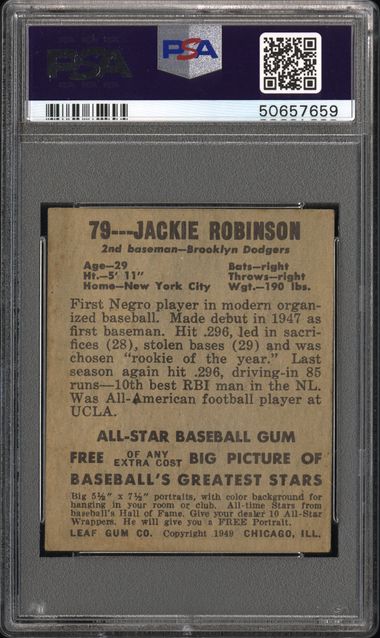 PSA
PSA
50657659
79---JACKIE ROBINSON
2nd baseman—Brooklyn Dodgers
Age—29 Bats—right
Ht.—5' 11" Throws—right
Home—New York City Wgt.—190 lbs.
First Negro player in modern organ-
ized baseball. Made debut in 1947 as
first baseman. Hit .296, led in sacri-
fices (28), stolen bases (29) and was
chosen "rookie of the year." Last
season again hit .296, driving-in 85
runs—10th best RBI man in the NL.
Was All-American football player at
UCLA.
ALL-STAR BASEBALL GUM
FREE OF ANY EXTRA COST BIG PICTURE OF
BASEBALL'S GREATEST STARS
Big 5½" x 7½" portraits, with color background for
hanging in your room or club. All-time Stars from
baseball's Hall of Fame. Give your dealer 10 All-Star
Wrappers. He will give you a FREE Portrait.
LEAF GUM CO. Copyright 1949 CHICAGO, ILL.